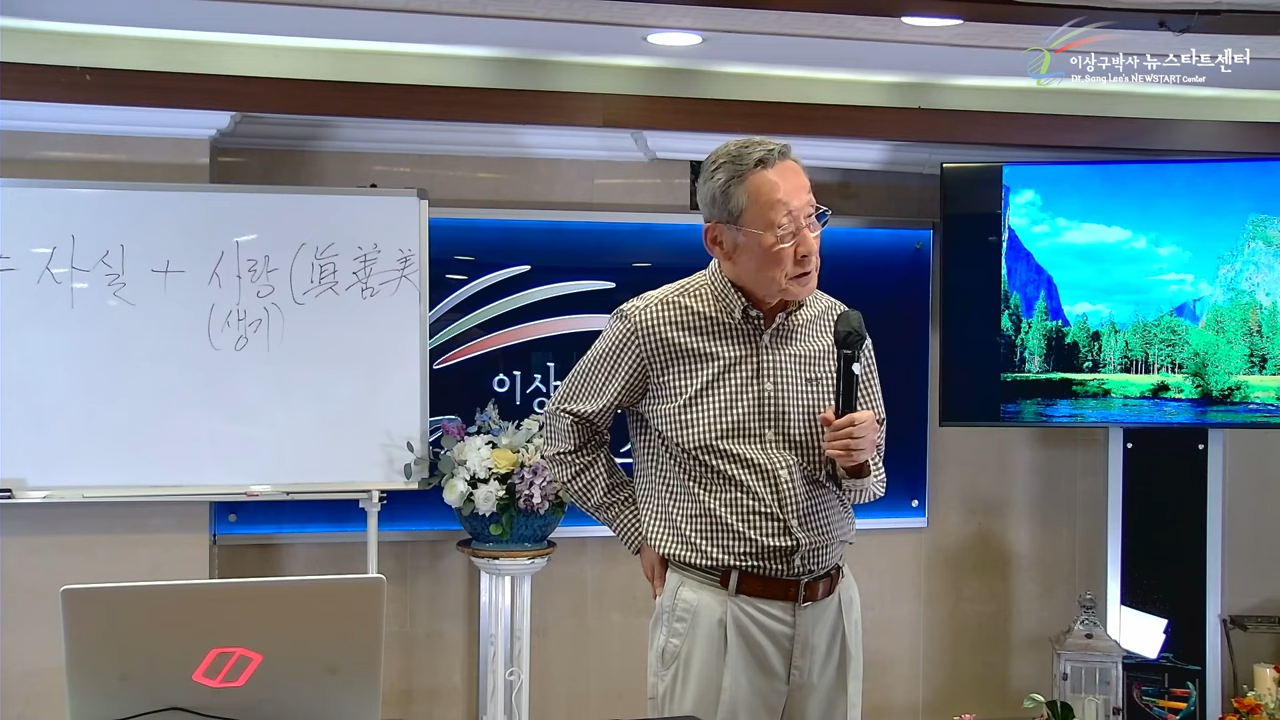 이상구박사 뉴스타트센터
Dr. Sang Lee's NEWSTART Center
= 사실 + 사랑 (眞善美
(생기)
이상